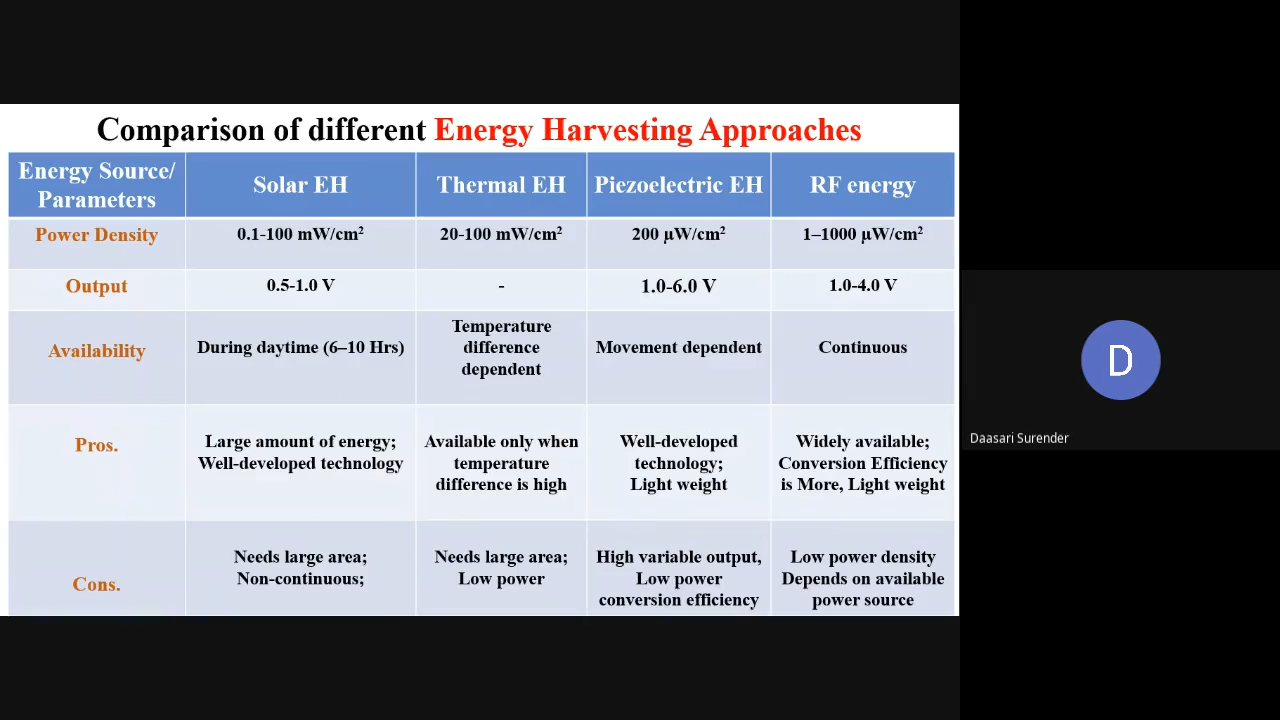 Comparison of different Energy Harvesting Approaches
Energy Source/
Parameters
Solar EH
Thermal EH
Piezoelectric EH
RF energy
Power Density
0.1-100 mW/cm²
20-100 mW/cm²
200 μW/cm²
1–1000 μW/cm²
Output
0.5-1.0 V
-
1.0-6.0 V
1.0-4.0 V
Availability
During daytime (6–10 Hrs)
Temperature
difference
dependent
Movement dependent
Continuous
Pros.
Large amount of energy;
Well-developed technology
Available only when
temperature
difference is high
Well-developed
technology;
Light weight
Widely available;
Conversion Efficiency
is More, Light weight
Cons.
Needs large area;
Non-continuous;
Needs large area;
Low power
High variable output,
Low power
conversion efficiency
Low power density
Depends on available
power source
D
Daasari Surender